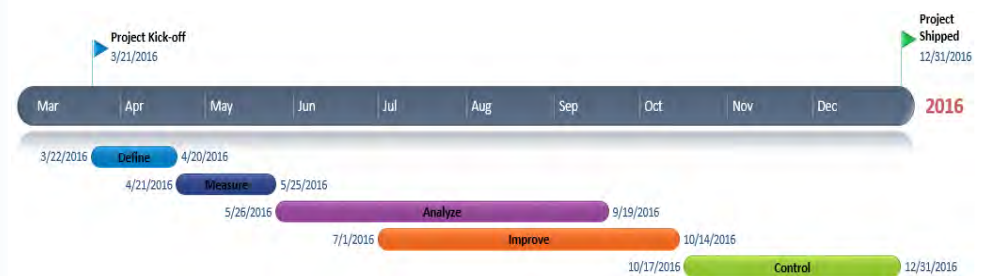 Project Kick-off
3/21/2016
Project
Shipped
12/31/2016
Mar Apr May Jun Jul Aug Sep Oct Nov Dec 2016
3/22/2016 Define 4/20/2016
4/21/2016 Measure 5/25/2016
5/26/2016 Analyze 9/19/2016
7/1/2016 Improve 10/14/2016
10/17/2016 Control 12/31/2016